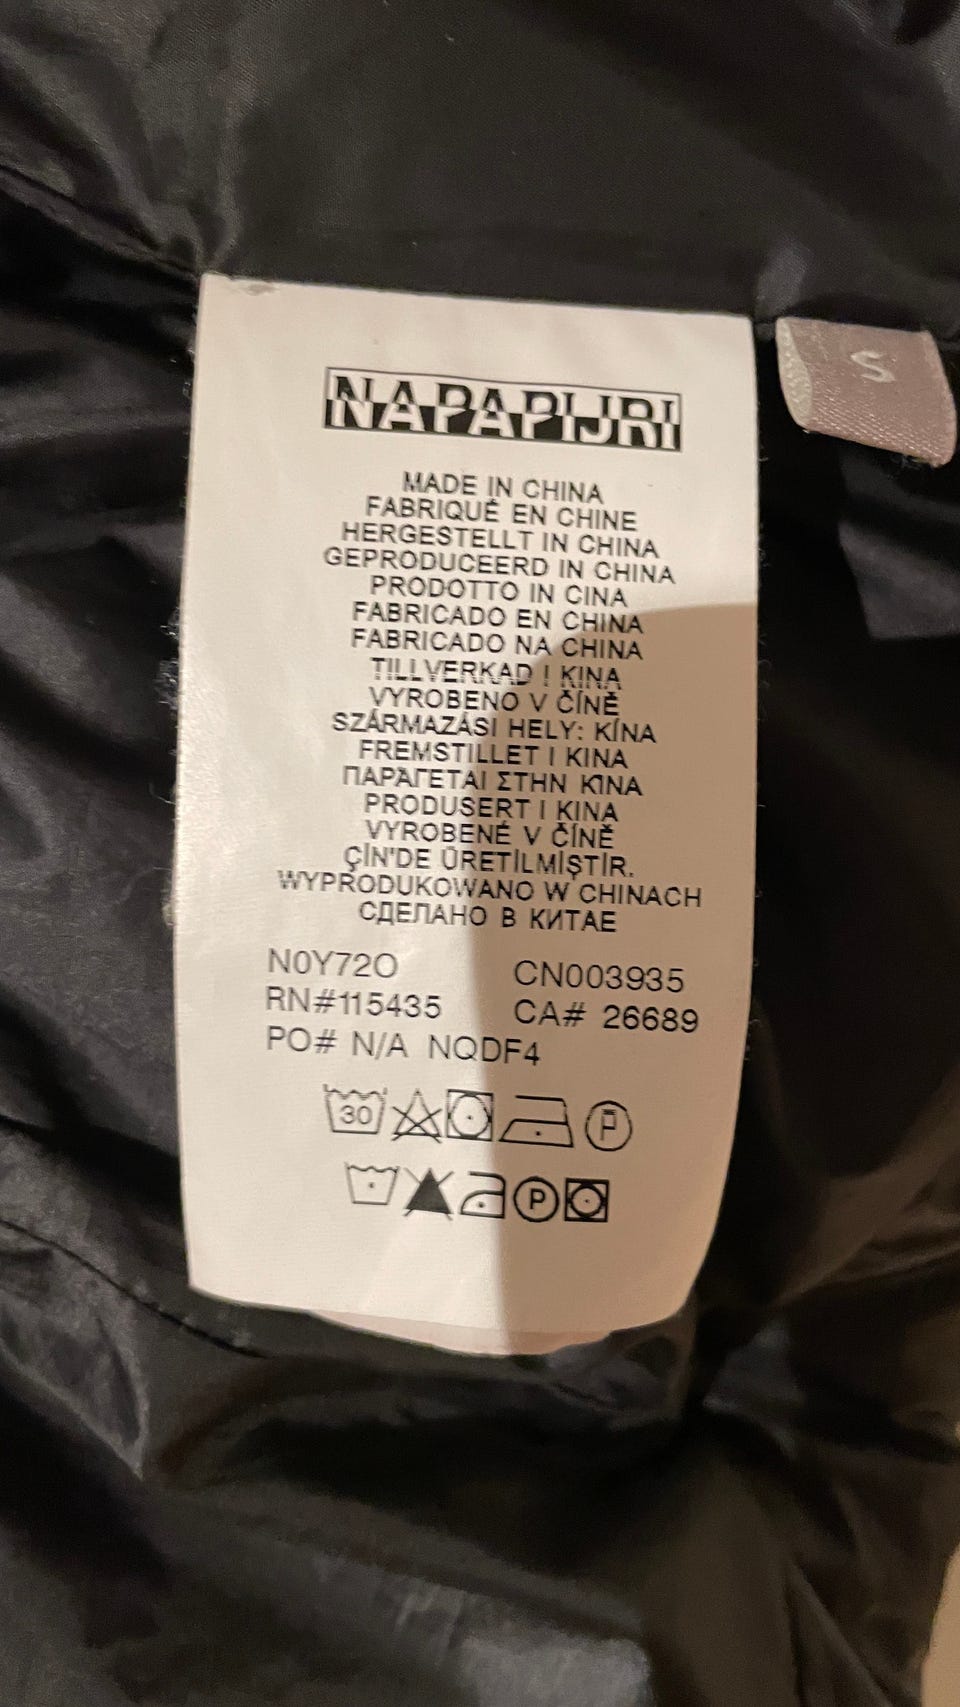 NAPAPIJRI
S
MADE IN CHINA
FABRIQUÉ EN CHINE
HERGESTELLT IN CHINA
GEPRODUCEERD IN CHINA
PRODOTTO IN CINA
FABRICADO EN CHINA
FABRICADO NA CHINA
TILLVERKAD I KINA
VYROBENO V ČÍNĚ
SZÁRMAZÁSI HELY: KÍNA
FREMSTILLET I KINA
ΠΑΡΆΓΕΤΑΙ ΣΤΗΝ ΚΊΝΑ
PRODUSERT I KINA
VYROBENÉ V ČÍNĚ
ÇİN'DE ÜRETİLMİŞTİR.
WYPRODUKOWANO W CHINACH
СДЕЛАНО В КИТАЕ
N0Y72O CN003935
RN#115435 CA# 26689
PO# N/A NQDF4
30 P
P